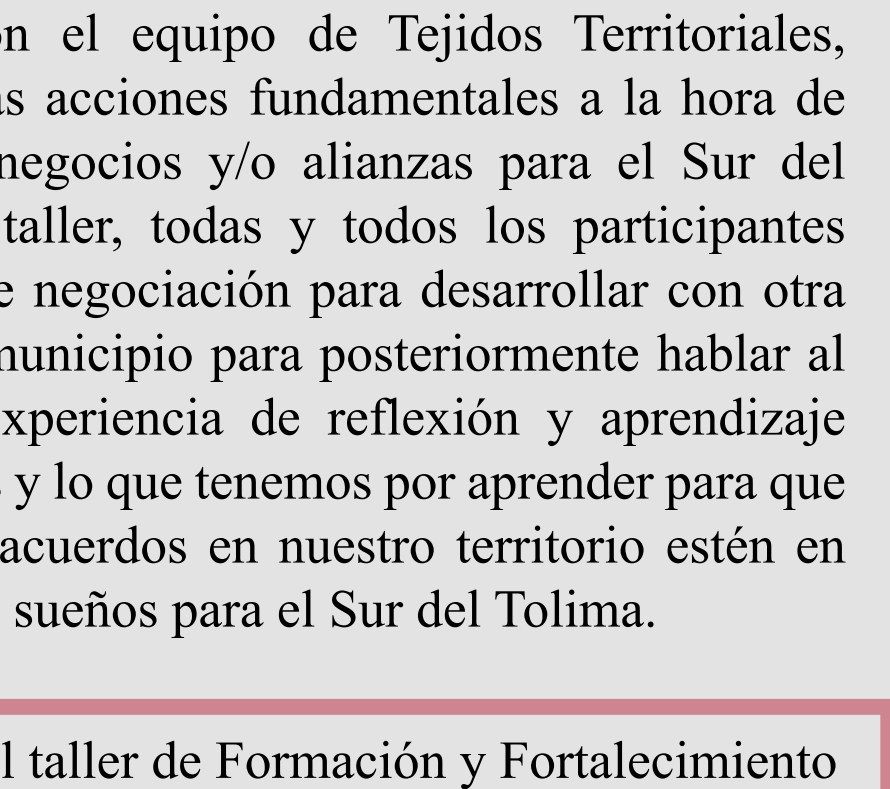 el equipo de Tejidos Territoriales,
acciones fundamentales a la hora de
negocios y/o alianzas para el Sur del
taller, todas y todos los participantes
negociación para desarrollar con otra
municipio para posteriormente hablar al
experiencia de reflexión y aprendizaje
y lo que tenemos por aprender para que
acuerdos en nuestro territorio estén en
sueños para el Sur del Tolima.
taller de Formación y Fortalecimiento